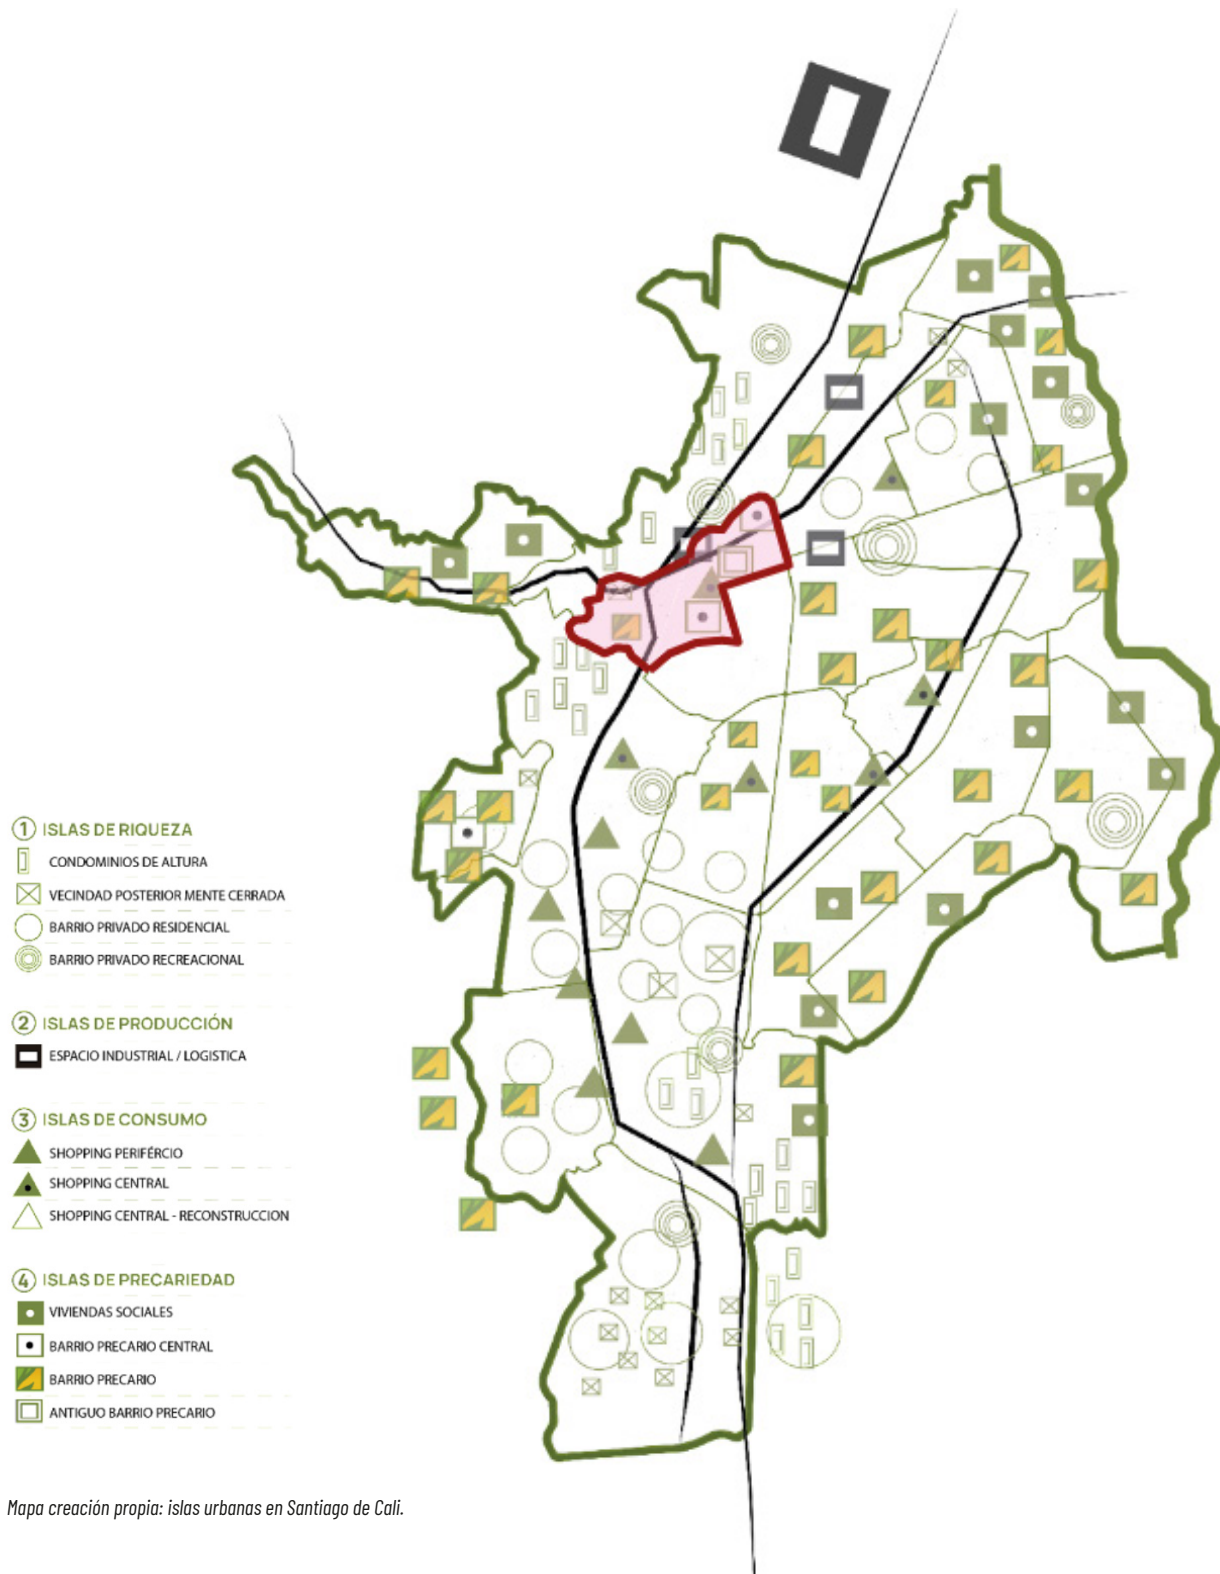 1 ISLAS DE RIQUEZA
CONDOMINIOS DE ALTURA
VECINDAD POSTERIOR MENTE CERRADA
BARRIO PRIVADO RESIDENCIAL
BARRIO PRIVADO RECREACIONAL
2 ISLAS DE PRODUCCIÓN
ESPACIO INDUSTRIAL / LOGISTICA
3 ISLAS DE CONSUMO
SHOPPING PERIFÉRCIO
SHOPPING CENTRAL
SHOPPING CENTRAL - RECONSTRUCCION
4 ISLAS DE PRECARIEDAD
VIVIENDAS SOCIALES
BARRIO PRECARIO CENTRAL
BARRIO PRECARIO
ANTIGUO BARRIO PRECARIO
Mapa creación propia: islas urbanas en Santiago de Cali.